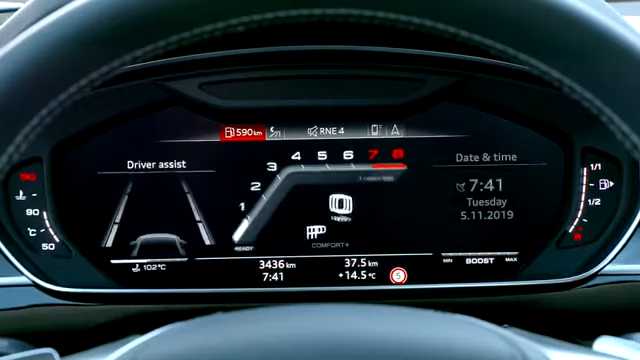 590km
RNE 4
Driver assist
Date & time
1 2 3 4 5 6 7 8
READY
COMFORT+
7:41
Tuesday
5.11.2019
90
°C
50
1/1
1/2
102°C
3436 km
37.5 km
7:41
+14.5 °C
5
MIN BOOST MAX